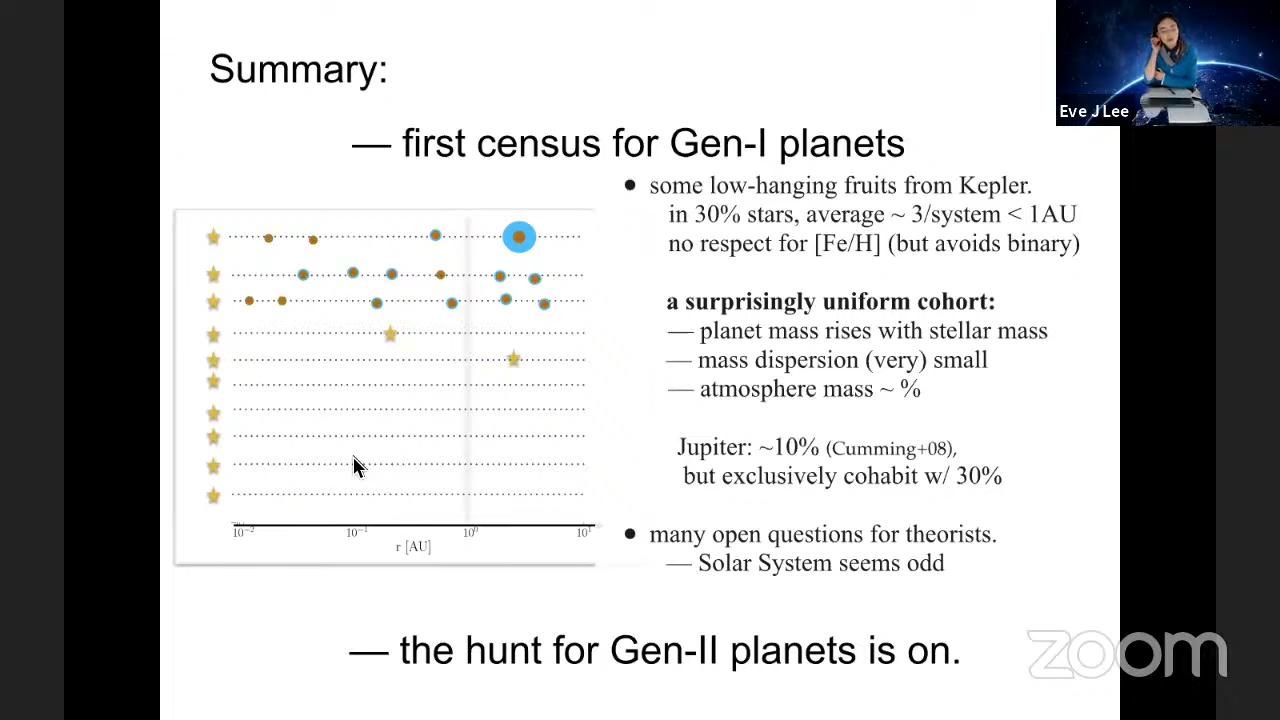 Summary:
— first census for Gen-I planets
● some low-hanging fruits from Kepler.
in 30% stars, average ~ 3/system < 1AU
no respect for [Fe/H] (but avoids binary)
a surprisingly uniform cohort:
— planet mass rises with stellar mass
— mass dispersion (very) small
— atmosphere mass ~ %
Jupiter: ~10% (Cumming+08),
but exclusively cohabit w/ 30%
● many open questions for theorists.
— Solar System seems odd
10⁻² 10⁻¹ 10⁰ 10¹
r [AU]
— the hunt for Gen-II planets is on.
Eve J Lee
zoom